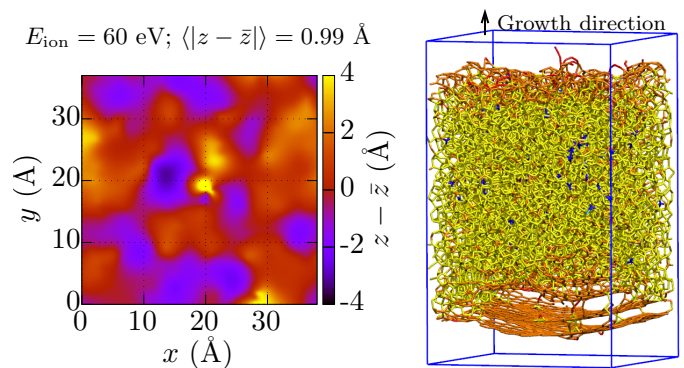 E_ion = 60 eV; ⟨|z − z̄|⟩ = 0.99 Å
Growth direction
4
2
0
-2
-4
z − z̄ (Å)
y (Å)
30
20
10
0
0 10 20 30
x (Å)